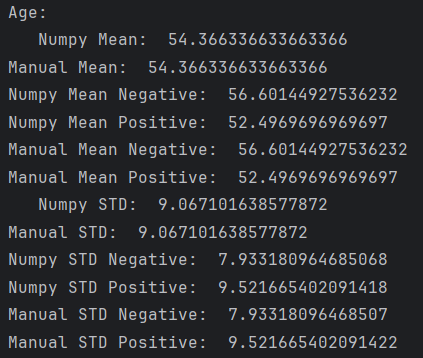 Age:
Numpy Mean:  54.366336633663366
Manual Mean:  54.366336633663366
Numpy Mean Negative:  56.60144927536232
Numpy Mean Positive:  52.4969696969697
Manual Mean Negative:  56.60144927536232
Manual Mean Positive:  52.4969696969697
Numpy STD:  9.067101638577872
Manual STD:  9.067101638577872
Numpy STD Negative:  7.933180964685068
Numpy STD Positive:  9.521665402091418
Manual STD Negative:  7.93318096468507
Manual STD Positive:  9.521665402091422